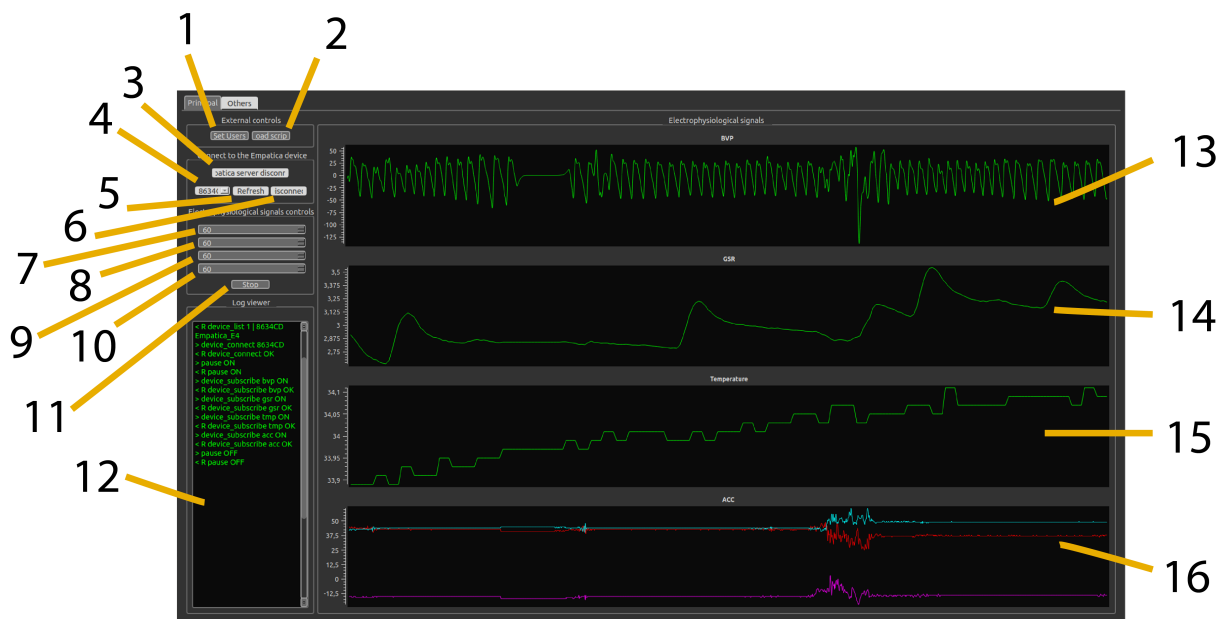 1
2
3
4
5
6
7
8
9
10
11
12
13
14
15
16
Principal Others
External controls
Set Users oad scrip
Connect to the Empatica device
patica server disconr
8634( Refresh isconnec
Electrophysiological signals controls
60
60
60
60
Stop
Log viewer
< R device_list 1 | 8634CD
Empatica_E4
> device_connect 8634CD
< R device_connect OK
> pause ON
< R pause ON
> device_subscribe bvp ON
< R device_subscribe bvp OK
> device_subscribe gsr ON
< R device_subscribe gsr OK
> device_subscribe tmp ON
< R device_subscribe tmp OK
> device_subscribe acc ON
< R device_subscribe acc OK
> pause OFF
< R pause OFF
Electrophysiological signals
BVP
50
25
0
-25
-50
-75
-100
-125
GSR
3,5
3,375
3,25
3,125
3
2,875
2,75
Temperature
34,1
34,05
34
33,95
33,9
ACC
50
37,5
25
12,5
0
-12,5